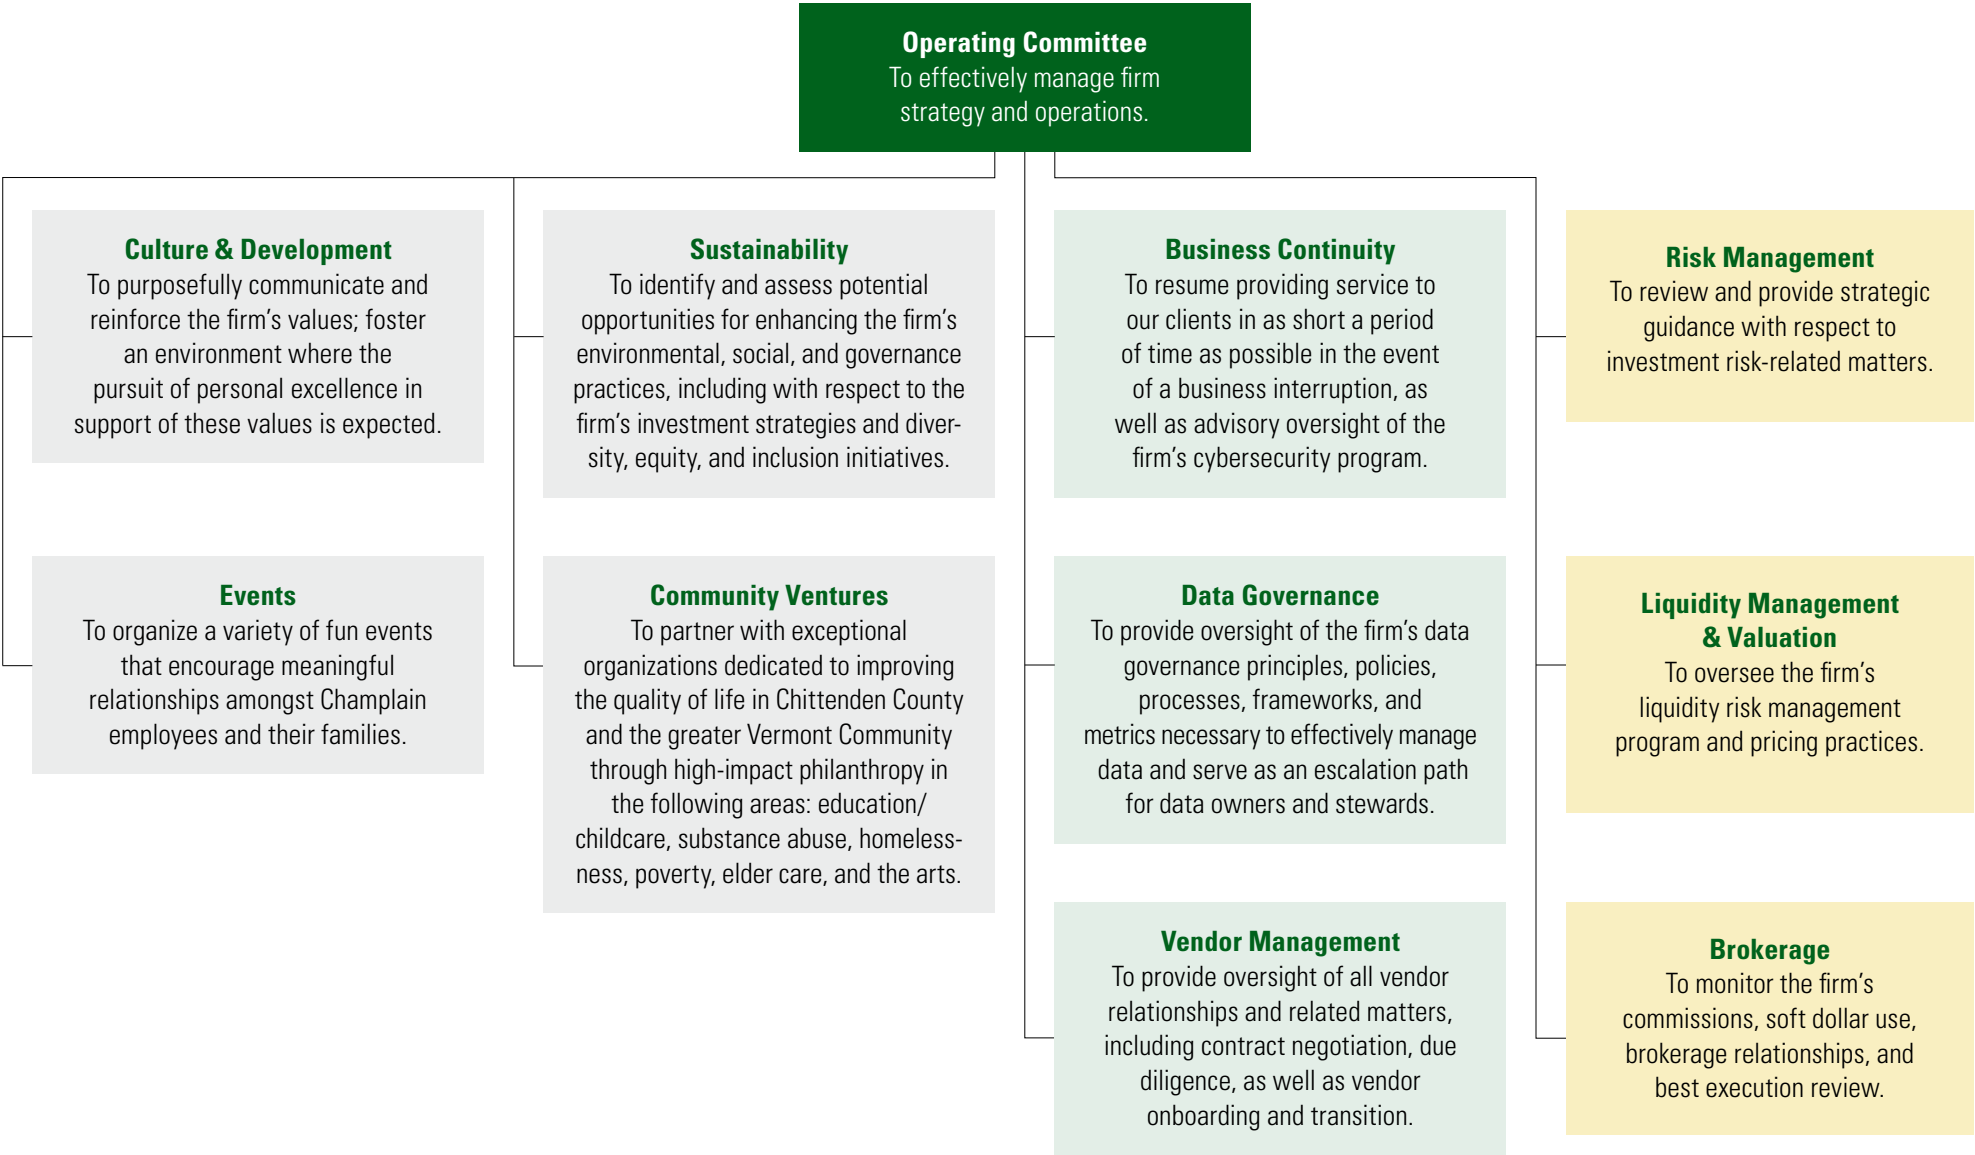 Operating Committee
To effectively manage firm
strategy and operations.
Culture & Development
To purposefully communicate and
reinforce the firm’s values; foster
an environment where the
pursuit of personal excellence in
support of these values is expected.
Events
To organize a variety of fun events
that encourage meaningful
relationships amongst Champlain
employees and their families.
Sustainability
To identify and assess potential
opportunities for enhancing the firm’s
environmental, social, and governance
practices, including with respect to the
firm’s investment strategies and diver-
sity, equity, and inclusion initiatives.
Community Ventures
To partner with exceptional
organizations dedicated to improving
the quality of life in Chittenden County
and the greater Vermont Community
through high-impact philanthropy in
the following areas: education/
childcare, substance abuse, homeless-
ness, poverty, elder care, and the arts.
Business Continuity
To resume providing service to
our clients in as short a period
of time as possible in the event
of a business interruption, as
well as advisory oversight of the
firm’s cybersecurity program.
Data Governance
To provide oversight of the firm’s data
governance principles, policies,
processes, frameworks, and
metrics necessary to effectively manage
data and serve as an escalation path
for data owners and stewards.
Vendor Management
To provide oversight of all vendor
relationships and related matters,
including contract negotiation, due
diligence, as well as vendor
onboarding and transition.
Risk Management
To review and provide strategic
guidance with respect to
investment risk-related matters.
Liquidity Management
& Valuation
To oversee the firm’s
liquidity risk management
program and pricing practices.
Brokerage
To monitor the firm’s
commissions, soft dollar use,
brokerage relationships, and
best execution review.